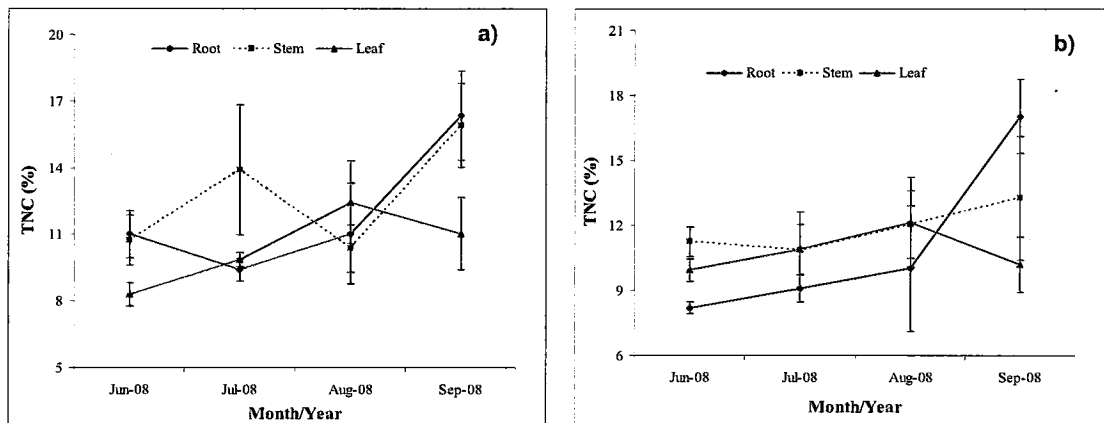 a)
Root Stem Leaf
20
17
14
11
8
5
TNC (%)
Jun-08 Jul-08 Aug-08 Sep-08
Month/Year
b)
Root Stem Leaf
21
18
15
12
9
6
TNC (%)
Jun-08 Jul-08 Aug-08 Sep-08
Month/Year